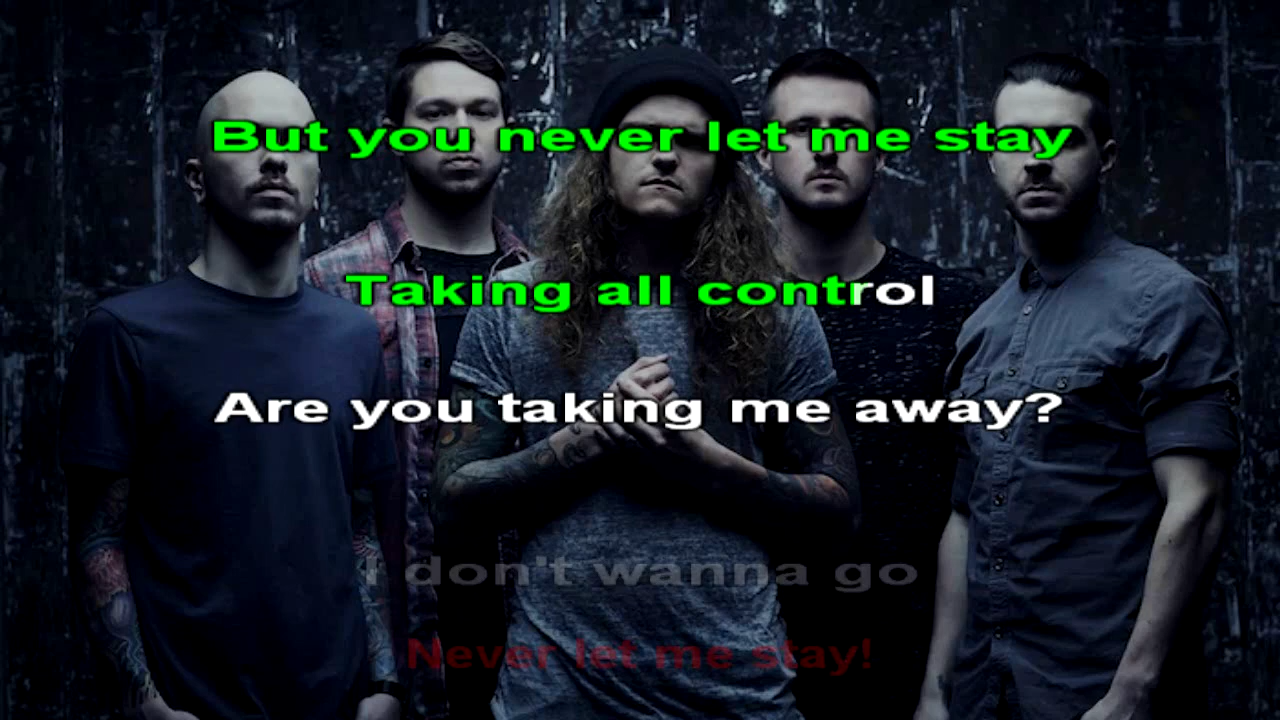 But you never let me stay
Taking all control
Are you taking me away?
I don't wanna go
Never let me stay!